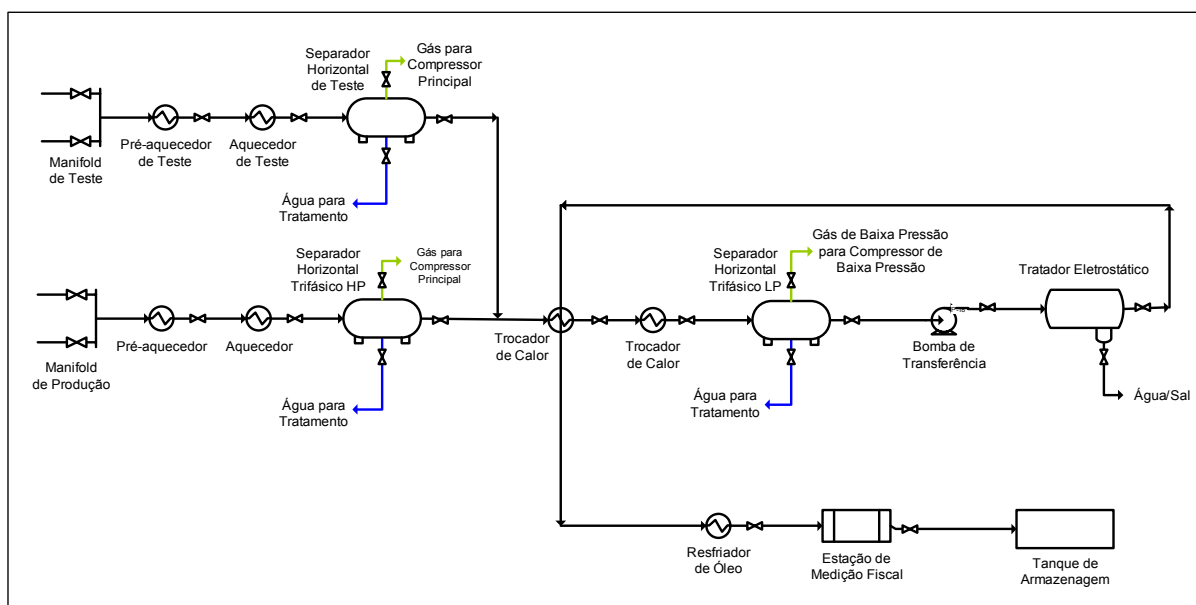 Separador
Horizontal
de Teste
Gás para
Compressor
Principal
Manifold
de Teste
Pré-aquecedor
de Teste
Aquecedor
de Teste
Água para
Tratamento
Separador
Horizontal
Trifásico HP
Gás para
Compressor
Principal
Manifold
de Produção
Pré-aquecedor
Aquecedor
Água para
Tratamento
Trocador
de Calor
Trocador
de Calor
Separador
Horizontal
Trifásico LP
Gás de Baixa Pressão
para Compressor de
Baixa Pressão
Água para
Tratamento
Bomba de
Transferência
Tratador Eletrostático
Água/Sal
Resfriador
de Óleo
Estação de
Medição Fiscal
Tanque de
Armazenagem